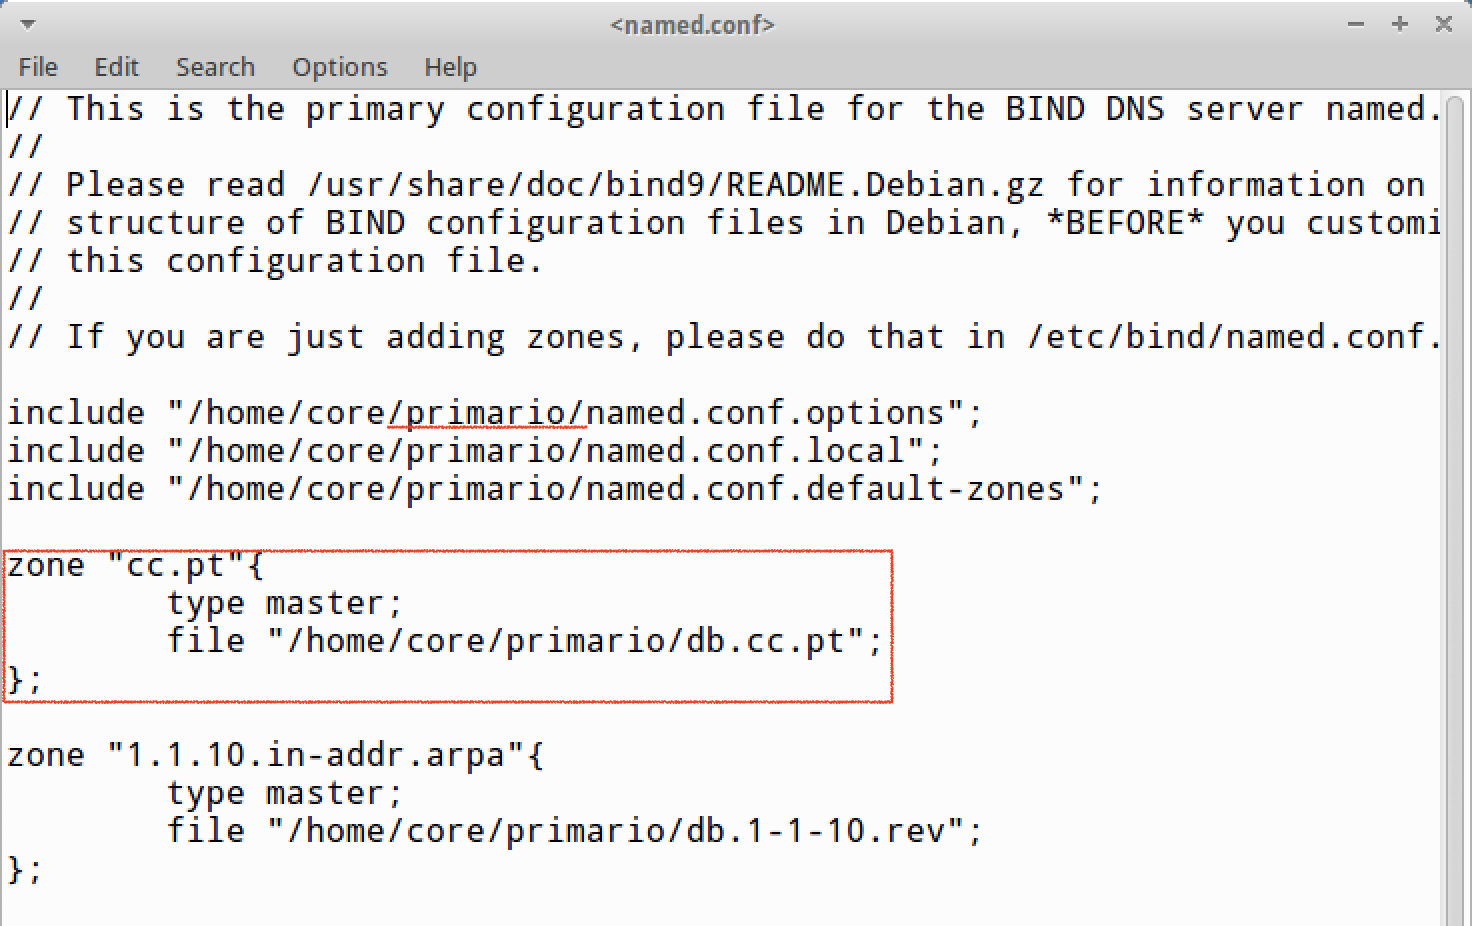 <named.conf>
File Edit Search Options Help
// This is the primary configuration file for the BIND DNS server named.
//
// Please read /usr/share/doc/bind9/README.Debian.gz for information on
// structure of BIND configuration files in Debian, *BEFORE* you customi
// this configuration file.
//
// If you are just adding zones, please do that in /etc/bind/named.conf.

include "/home/core/primario/named.conf.options";
include "/home/core/primario/named.conf.local";
include "/home/core/primario/named.conf.default-zones";

zone "cc.pt"{
        type master;
        file "/home/core/primario/db.cc.pt";
};

zone "1.1.10.in-addr.arpa"{
        type master;
        file "/home/core/primario/db.1-1-10.rev";
};